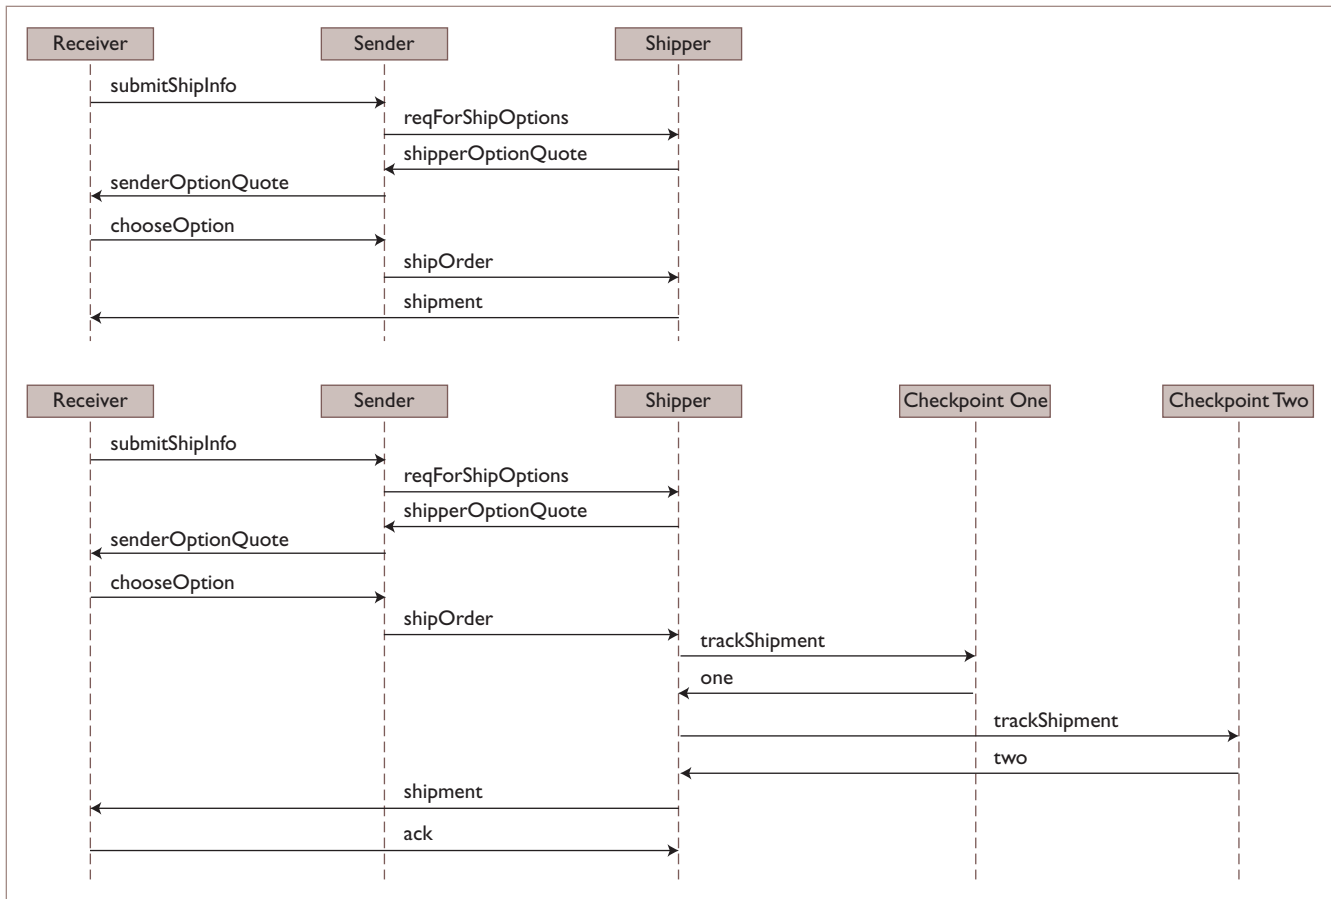 Receiver
Sender
Shipper
submitShipInfo
reqForShipOptions
shipperOptionQuote
senderOptionQuote
chooseOption
shipOrder
shipment
Receiver
Sender
Shipper
Checkpoint One
Checkpoint Two
submitShipInfo
reqForShipOptions
shipperOptionQuote
senderOptionQuote
chooseOption
shipOrder
trackShipment
one
trackShipment
two
shipment
ack